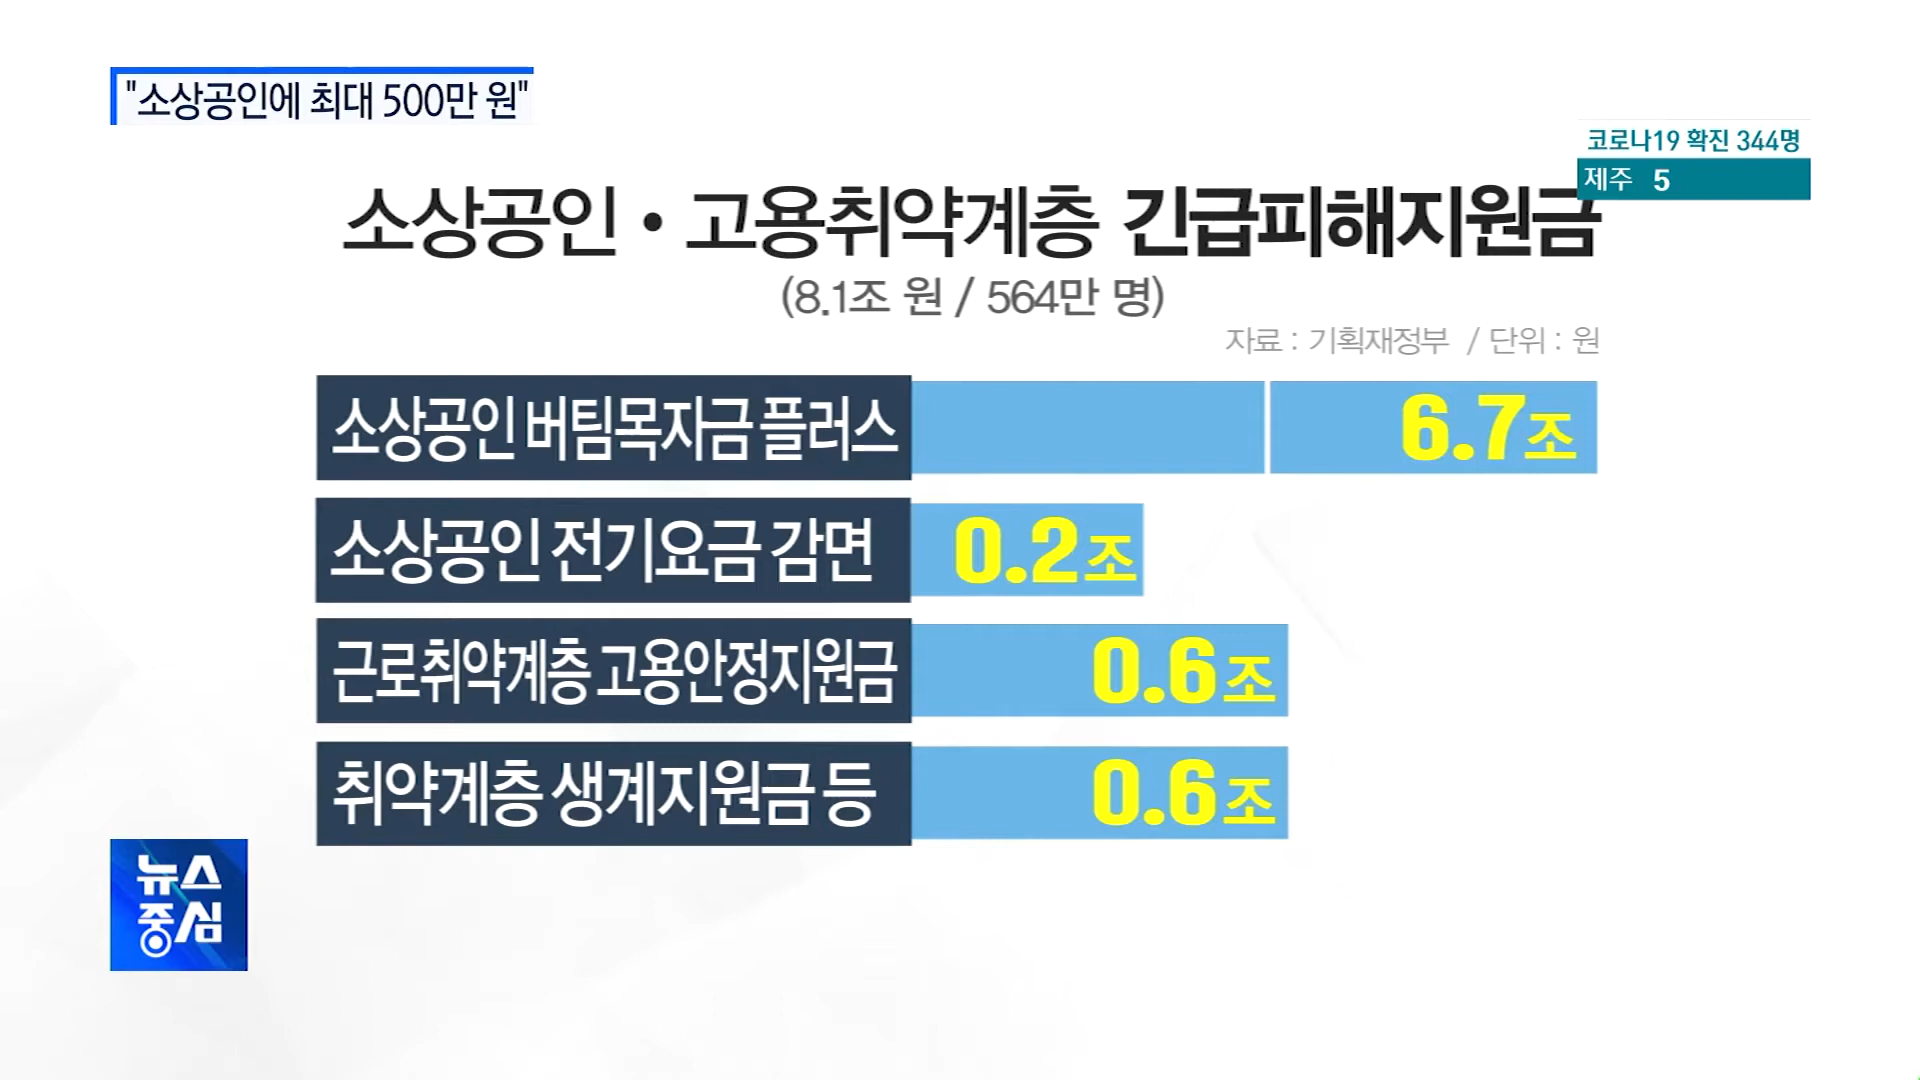 "소상공인에 최대 500만 원"
코로나19 확진 344명
제주 5
소상공인・고용취약계층 긴급피해지원금
(8.1조 원 / 564만 명)
자료 : 기획재정부 / 단위 : 원
소상공인 버팀목자금 플러스 6.7조
소상공인 전기요금 감면 0.2조
근로취약계층 고용안정지원금 0.6조
취약계층 생계지원금 등 0.6조
뉴스
중심